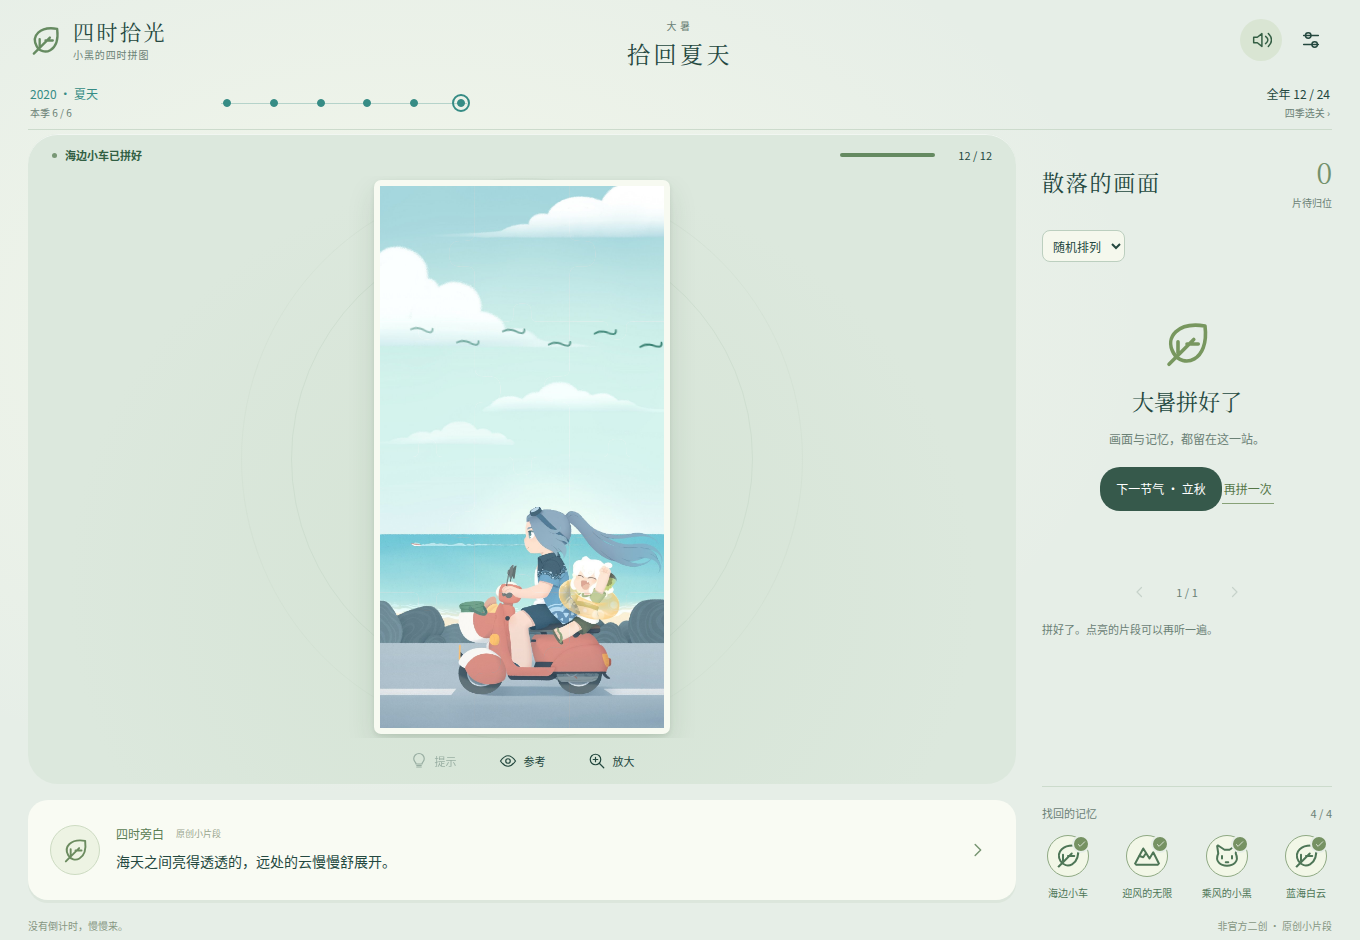 四时拾光
小黑的四时拼图
大暑
拾回夏天
2020 · 夏天
本季 6 / 6
全年 12 / 24
四季选关 ›
海边小车已拼好
12 / 12
散落的画面
0
片待归位
随机排列
大暑拼好了
画面与记忆，都留在这一站。
下一节气 · 立秋
再拼一次
1 / 1
拼好了。点亮的片段可以再听一遍。
提示
参考
放大
四时旁白
原创小片段
海天之间亮得透透的，远处的云慢慢舒展开。
找回的记忆
4 / 4
海边小车
迎风的无限
乘风的小黑
蓝海白云
没有倒计时，慢慢来。
非官方二创 · 原创小片段